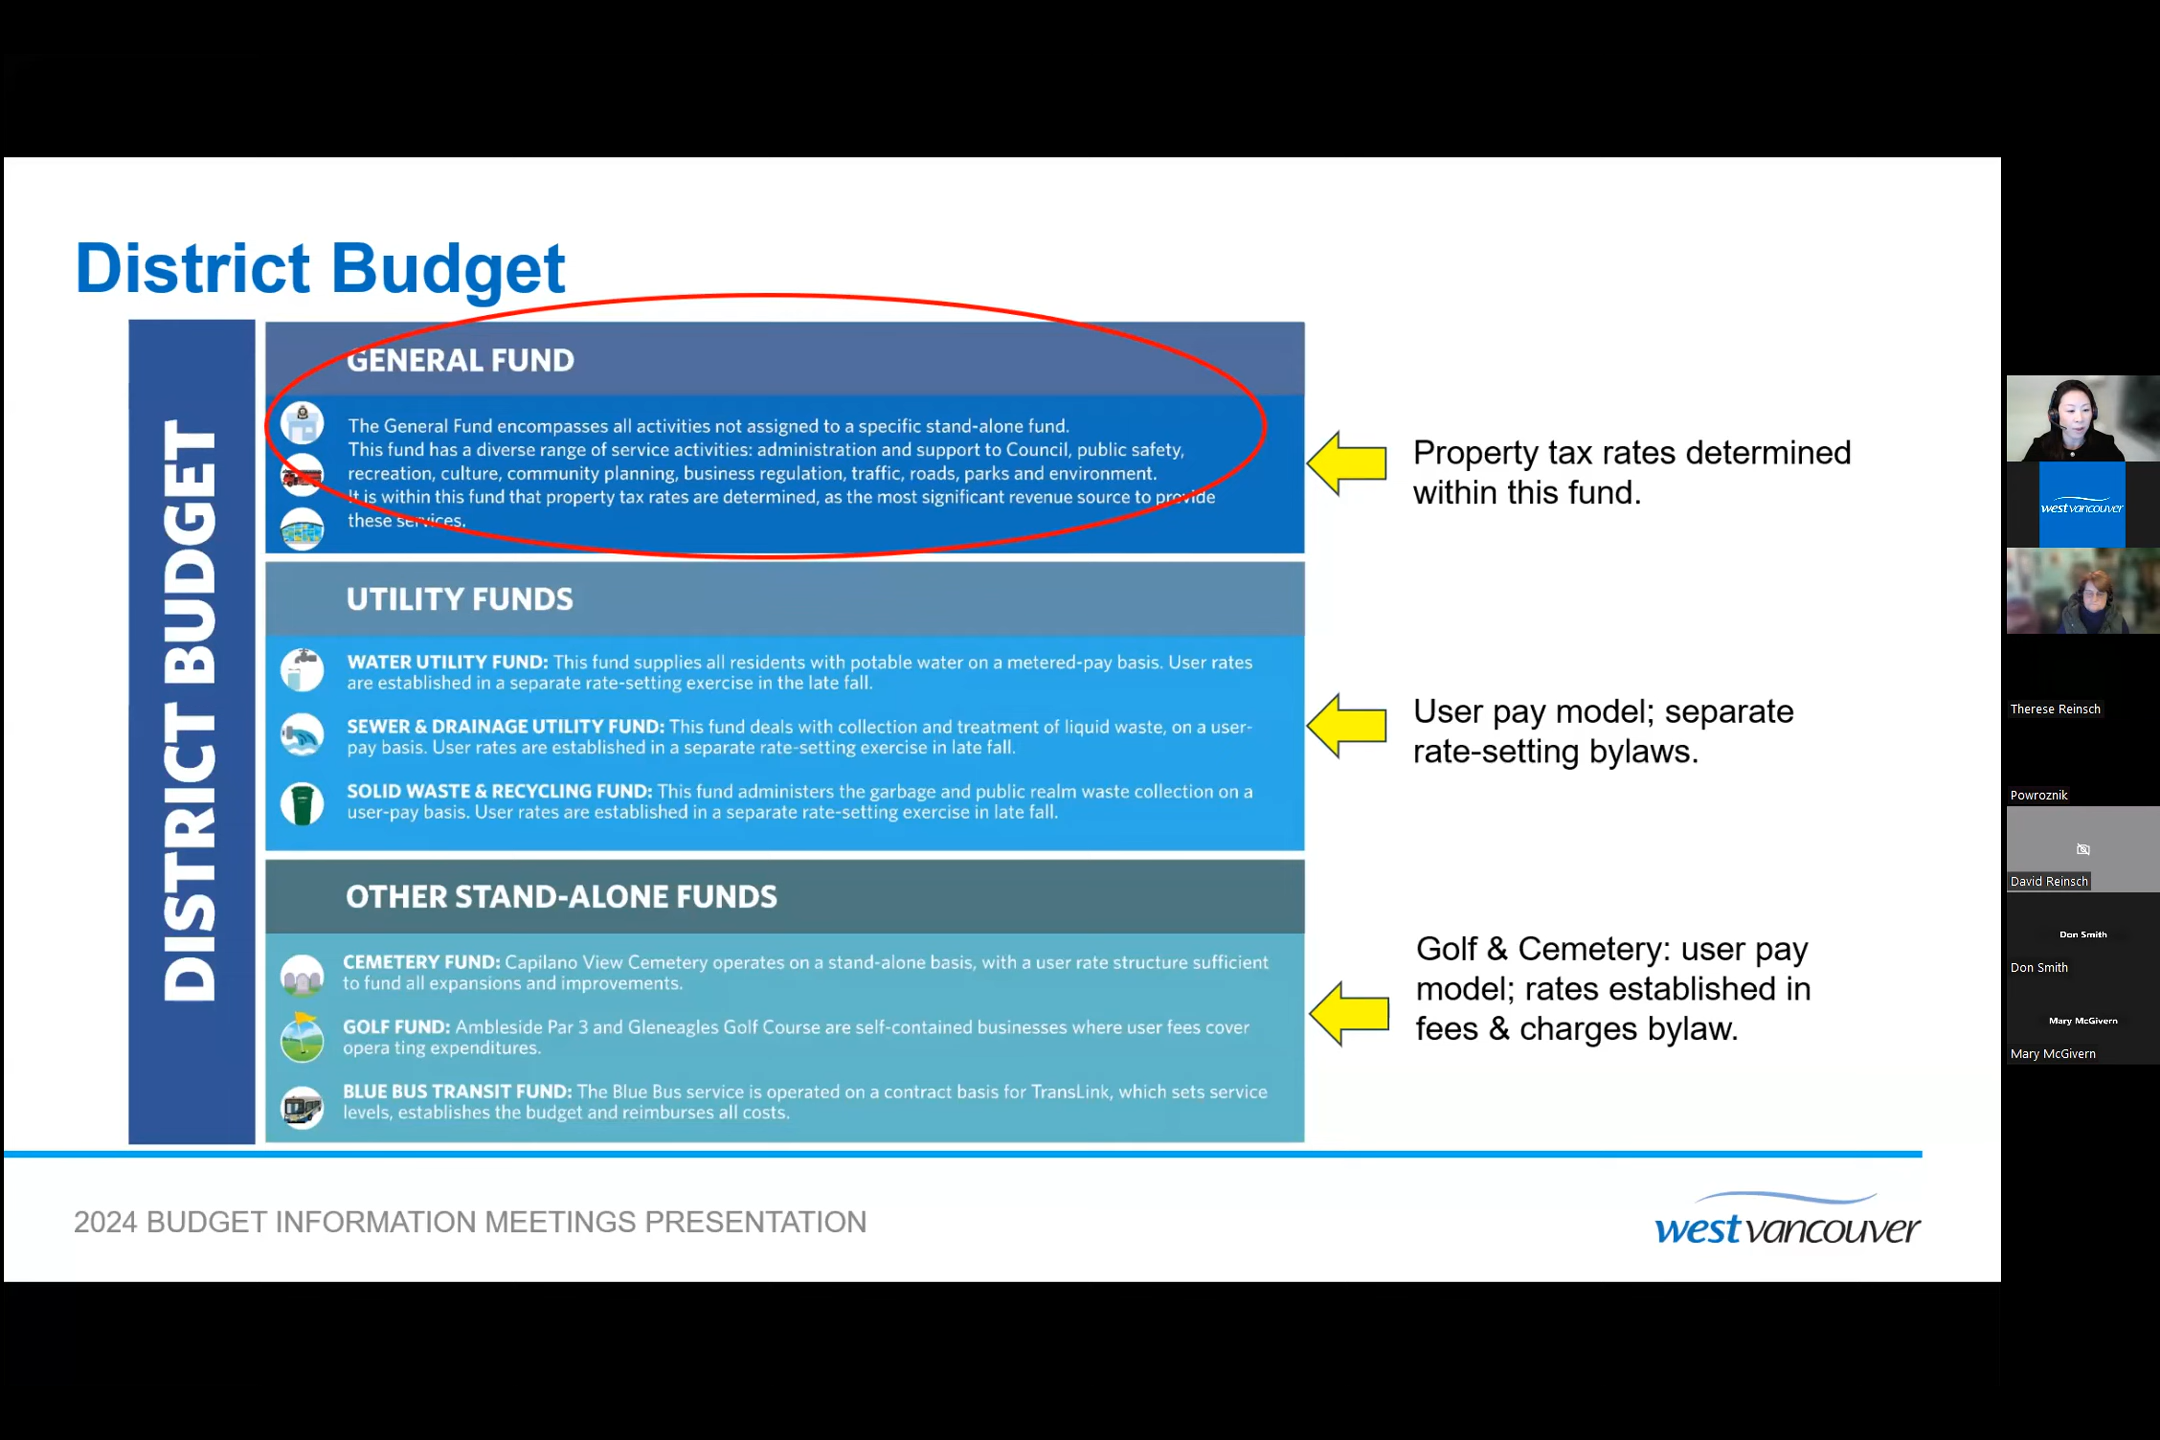 District Budget
DISTRICT BUDGET
GENERAL FUND
The General Fund encompasses all activities not assigned to a specific stand-alone fund.
This fund has a diverse range of service activities: administration and support to Council, public safety,
recreation, culture, community planning, business regulation, traffic, roads, parks and environment.
It is within this fund that property tax rates are determined, as the most significant revenue source to provide
these services.
Property tax rates determined
within this fund.
UTILITY FUNDS
WATER UTILITY FUND: This fund supplies all residents with potable water on a metered-pay basis. User rates
are established in a separate rate-setting exercise in the late fall.
SEWER & DRAINAGE UTILITY FUND: This fund deals with collection and treatment of liquid waste, on a user-
pay basis. User rates are established in a separate rate-setting exercise in late fall.
SOLID WASTE & RECYCLING FUND: This fund administers the garbage and public realm waste collection on a
user-pay basis. User rates are established in a separate rate-setting exercise in late fall.
User pay model; separate
rate-setting bylaws.
OTHER STAND-ALONE FUNDS
CEMETERY FUND: Capilano View Cemetery operates on a stand-alone basis, with a user rate structure sufficient
to fund all expansions and improvements.
GOLF FUND: Ambleside Par 3 and Gleneagles Golf Course are self-contained businesses where user fees cover
opera ting expenditures.
BLUE BUS TRANSIT FUND: The Blue Bus service is operated on a contract basis for TransLink, which sets service
levels, establishes the budget and reimburses all costs.
Golf & Cemetery: user pay
model; rates established in
fees & charges bylaw.
2024 BUDGET INFORMATION MEETINGS PRESENTATION
westvancouver
westvancouver
Therese Reinsch
Powroznik
David Reinsch
Don Smith
Don Smith
Mary McGivern
Mary McGivern